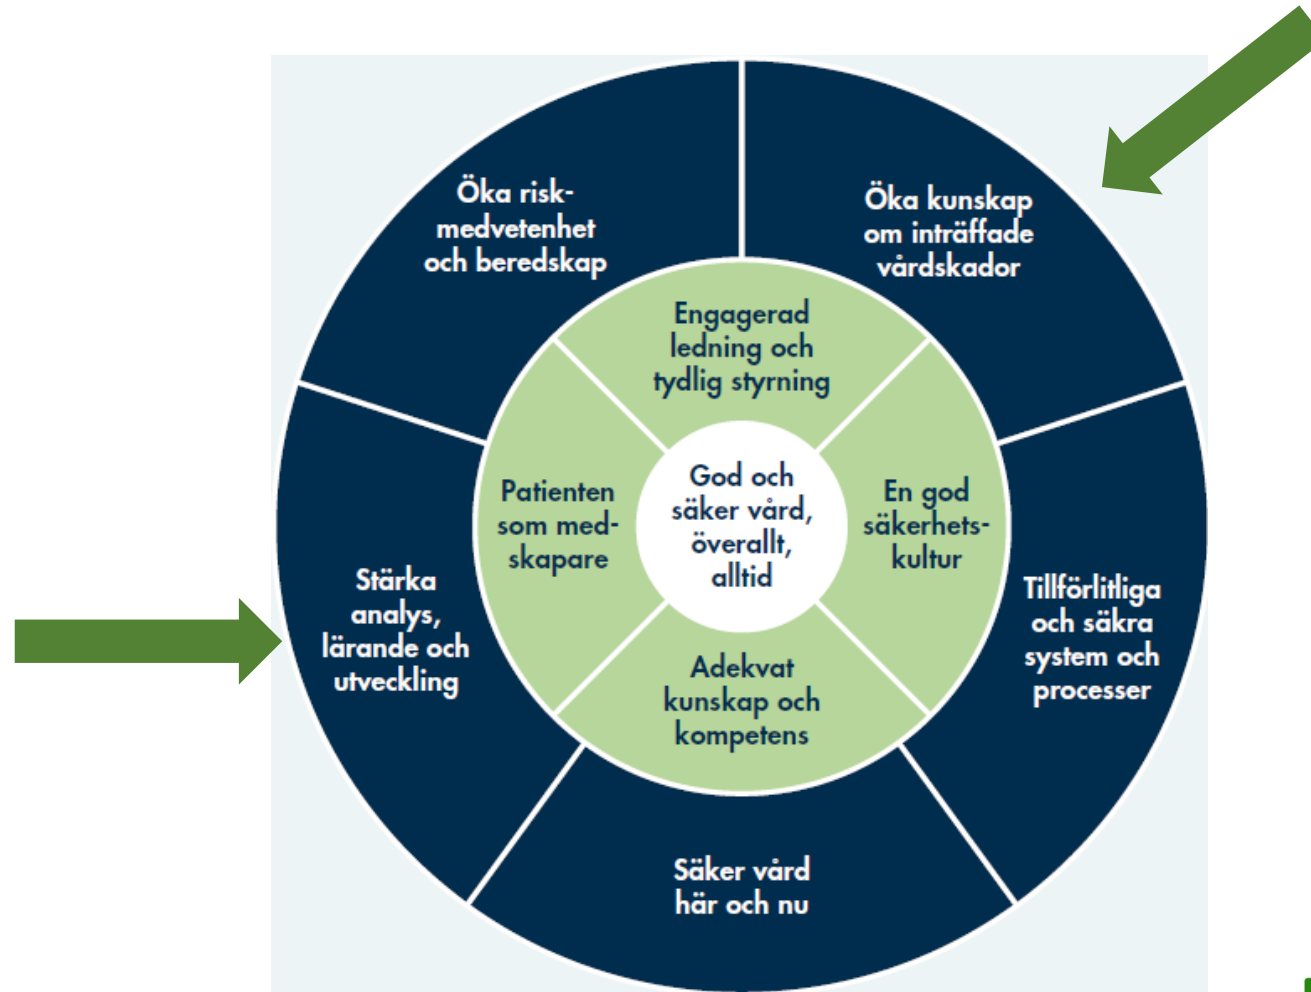 Öka risk-
medvetenhet
och beredskap
Öka kunskap
om inträffade
vårdskador
Engagerad
ledning och
tydlig styrning
Patienten
som med-
skapare
God och
säker vård,
överallt,
alltid
En god
säkerhets-
kultur
Stärka
analys,
lärande och
utveckling
Tillförlitliga
och säkra
system och
processer
Adekvat
kunskap och
kompetens
Säker vård
här och nu